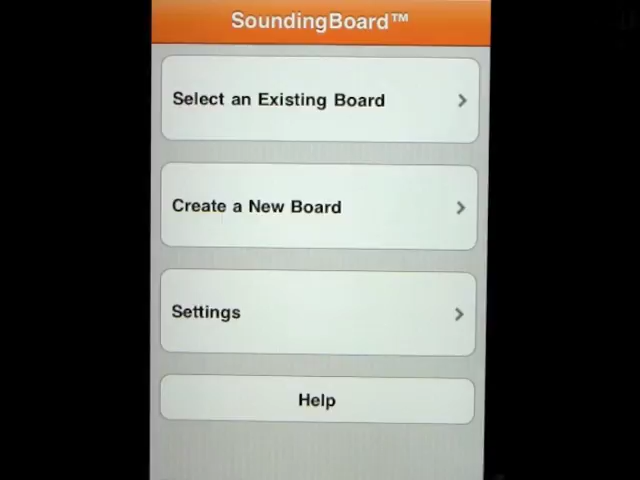 SoundingBoard™
Select an Existing Board
Create a New Board
Settings
Help